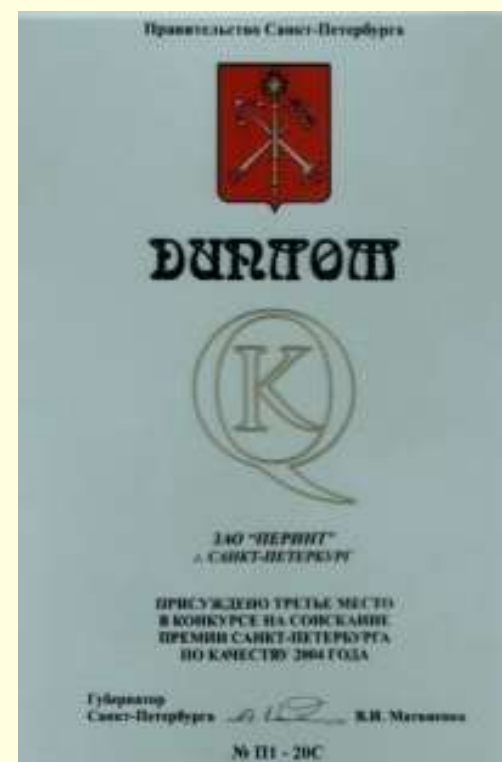 Правительство Санкт-Петербурга
ДИПЛОМ
QK
ЗАО "ПЕРИНТ"
г. САНКТ-ПЕТЕРБУРГ
ПРИСУЖДЕНО ТРЕТЬЕ МЕСТО
В КОНКУРСЕ НА СОИСКАНИЕ
ПРЕМИИ САНКТ-ПЕТЕРБУРГА
ПО КАЧЕСТВУ 2004 ГОДА
Губернатор
Санкт-Петербурга В.И. Матвиенко
№ П1 - 20С